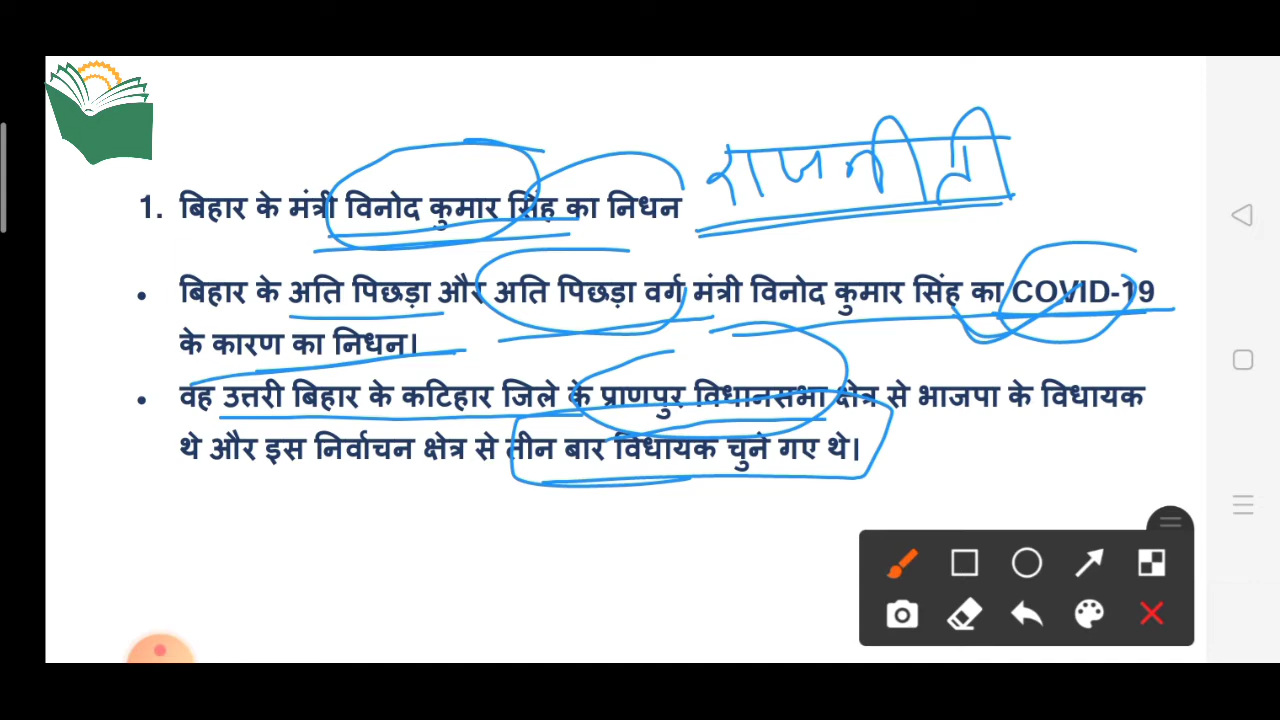 राजनीति
1. बिहार के मंत्री विनोद कुमार सिंह का निधन
• बिहार के अति पिछड़ा और अति पिछड़ा वर्ग मंत्री विनोद कुमार सिंह का COVID-19
के कारण का निधन।
• वह उत्तरी बिहार के कटिहार जिले के प्राणपुर विधानसभा क्षेत्र से भाजपा के विधायक
थे और इस निर्वाचन क्षेत्र से तीन बार विधायक चुने गए थे।